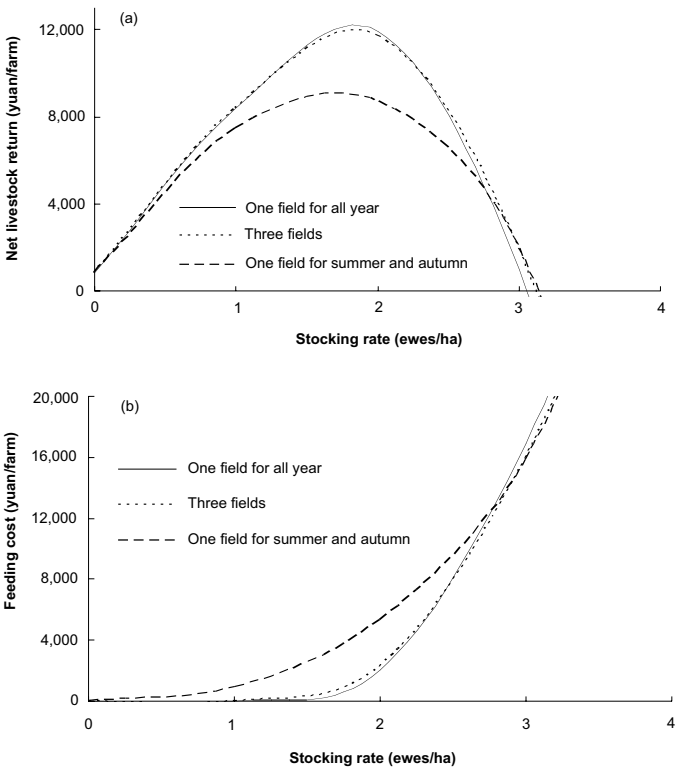 (a)
Net livestock return (yuan/farm)
12,000
8,000
4,000
0
One field for all year
Three fields
One field for summer and autumn
0 1 2 3 4
Stocking rate (ewes/ha)
(b)
Feeding cost (yuan/farm)
20,000
16,000
12,000
8,000
4,000
0
One field for all year
Three fields
One field for summer and autumn
0 1 2 3 4
Stocking rate (ewes/ha)